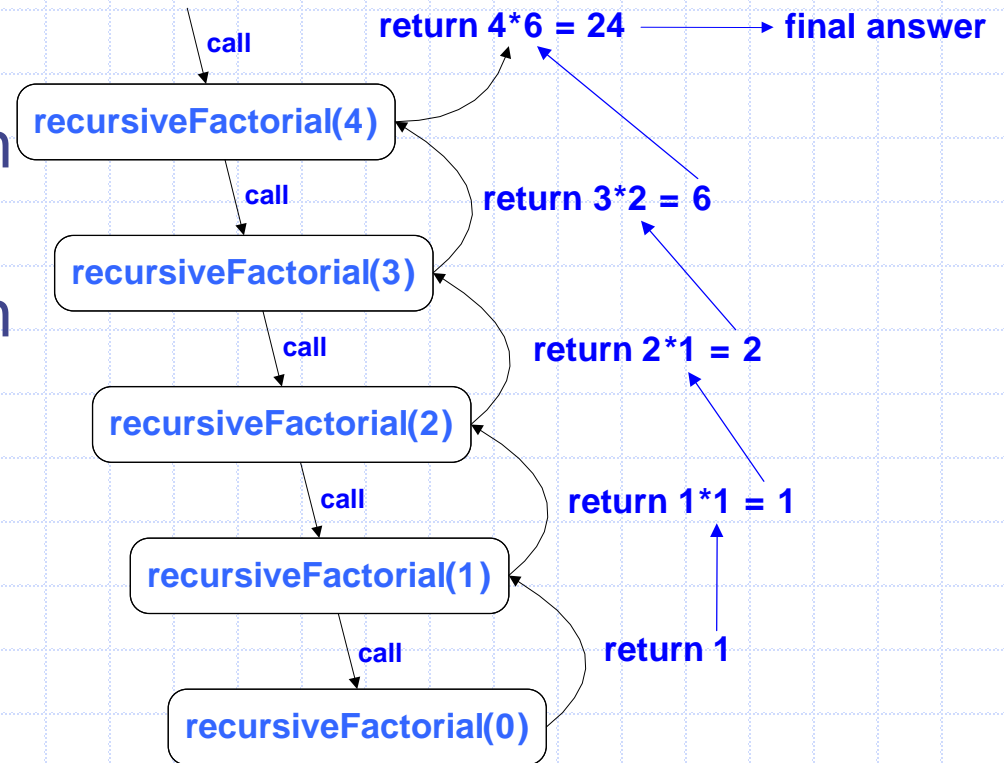 return 4*6 = 24
final answer
call
recursiveFactorial(4)
call
return 3*2 = 6
recursiveFactorial(3)
call
return 2*1 = 2
recursiveFactorial(2)
call
return 1*1 = 1
recursiveFactorial(1)
call
return 1
recursiveFactorial(0)